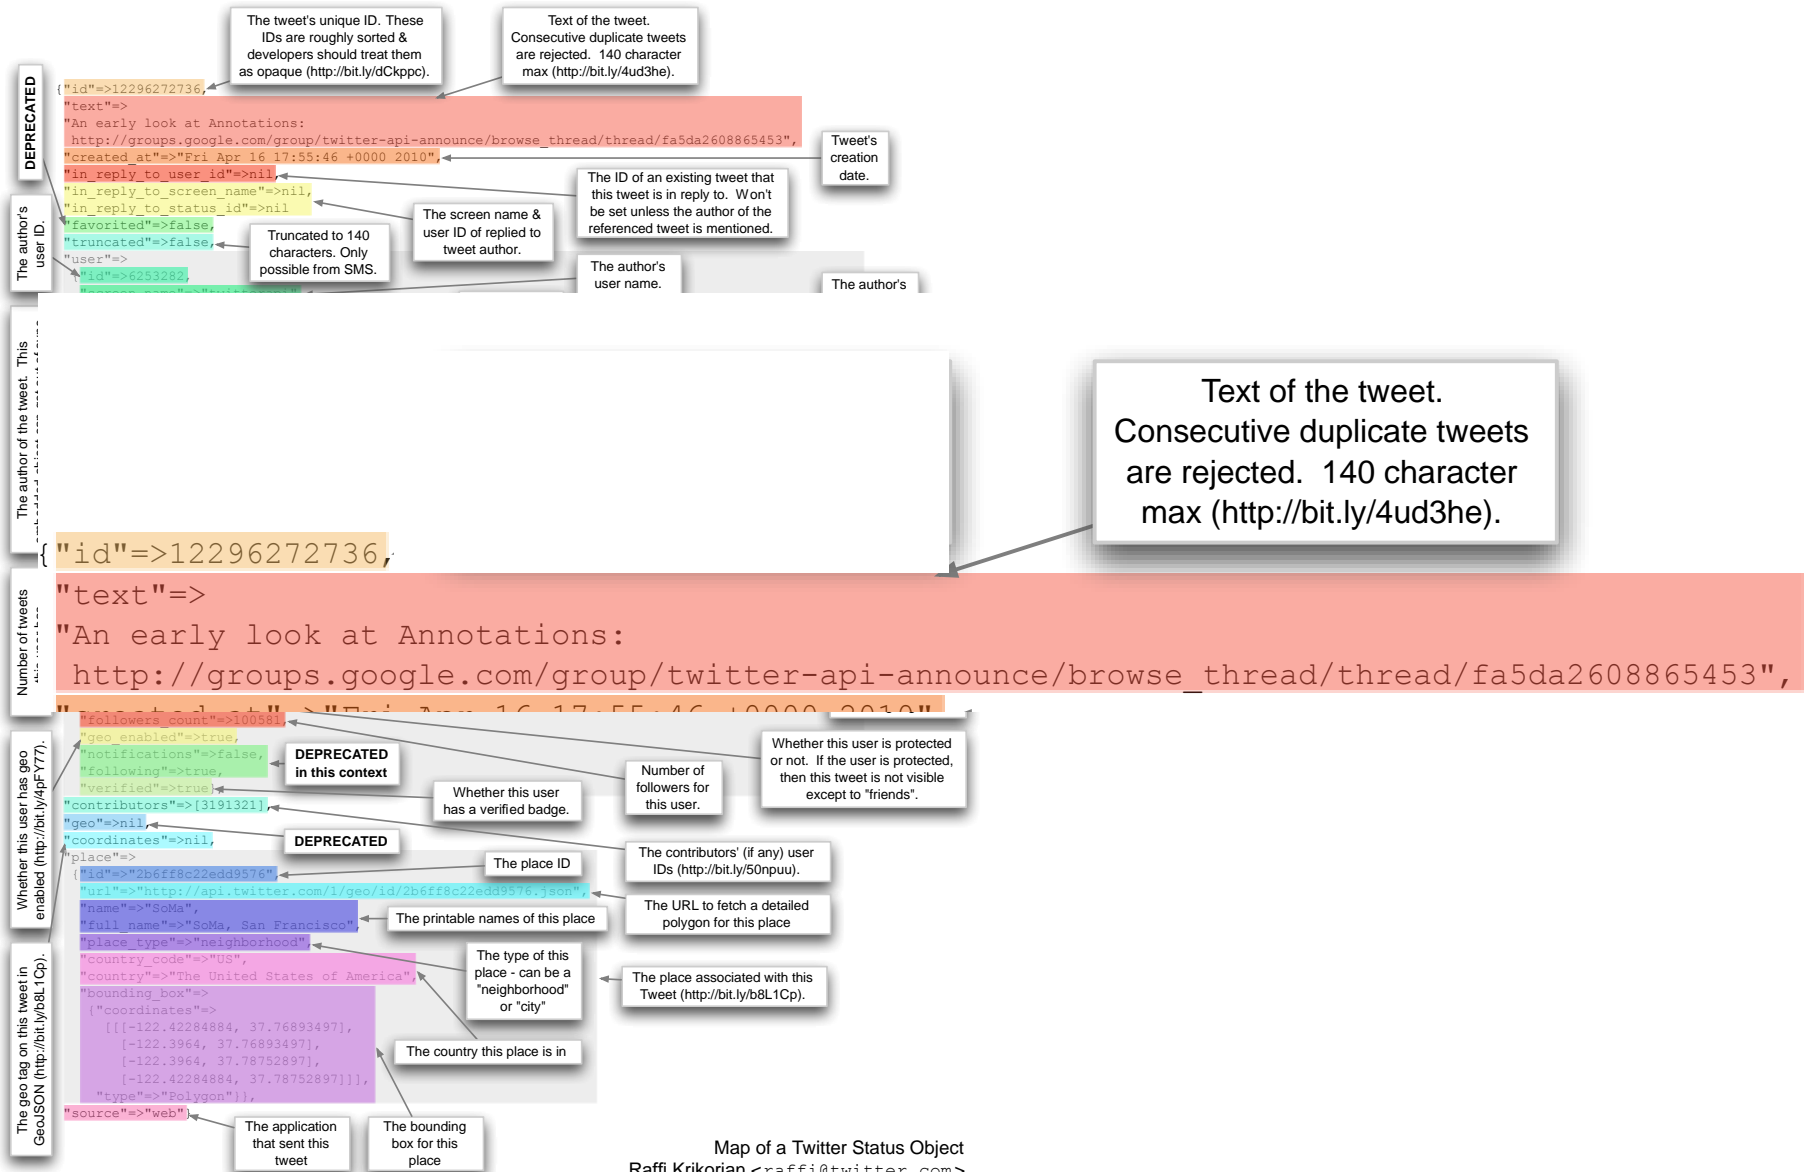 The tweet's unique ID. These
IDs are roughly sorted &
developers should treat them
as opaque (http://bit.ly/dCkppc).
Text of the tweet.
Consecutive duplicate tweets
are rejected. 140 character
max (http://bit.ly/4ud3he).
DEPRECATED
{"id"=>12296272736,
"text"=>
"An early look at Annotations:
http://groups.google.com/group/twitter-api-announce/browse_thread/thread/fa5da2608865453",
"created_at"=>"Fri Apr 16 17:55:46 +0000 2010",
Tweet's
creation
date.
"in_reply_to_user_id"=>nil,
"in_reply_to_screen_name"=>nil,
"in_reply_to_status_id"=>nil
The ID of an existing tweet that
this tweet is in reply to. Won't
be set unless the author of the
referenced tweet is mentioned.
The screen name &
user ID of replied to
tweet author.
"favorited"=>false,
"truncated"=>false,
Truncated to 140
characters. Only
possible from SMS.
The author's
user ID.
"user"=>
{"id"=>6253282,
The author's
user name.
The author's
The author of the tweet. This
Text of the tweet.
Consecutive duplicate tweets
are rejected. 140 character
max (http://bit.ly/4ud3he).
{"id"=>12296272736,
"text"=>
"An early look at Annotations:
http://groups.google.com/group/twitter-api-announce/browse_thread/thread/fa5da2608865453",
"created_at"=>"Fri Apr 16 17:55:46 +0000 2010"
Number of tweets
"followers_count"=>100581,
"geo_enabled"=>true,
"notifications"=>false,
"following"=>true,
"verified"=>true}
DEPRECATED
in this context
Whether this user
has a verified badge.
Number of
followers for
this user.
Whether this user is protected
or not. If the user is protected,
then this tweet is not visible
except to "friends".
Whether this user has geo
enabled (http://bit.ly/4pFY77).
"contributors"=>[3191321],
"geo"=>nil,
"coordinates"=>nil,
DEPRECATED
The contributors' (if any) user
IDs (http://bit.ly/50npuu).
"place"=>
{"id"=>"2b6ff8c22edd9576",
The place ID
"url"=>"http://api.twitter.com/1/geo/id/2b6ff8c22edd9576.json",
The URL to fetch a detailed
polygon for this place
"name"=>"SoMa",
"full_name"=>"SoMa, San Francisco",
The printable names of this place
"place_type"=>"neighborhood",
The type of this
place - can be a
"neighborhood"
or "city"
"country_code"=>"US",
"country"=>"The United States of America",
The place associated with this
Tweet (http://bit.ly/b8L1Cp).
"bounding_box"=>
{"coordinates"=>
[[[-122.42284884, 37.76893497],
[-122.3964, 37.76893497],
[-122.3964, 37.78752897],
[-122.42284884, 37.78752897]]],
"type"=>"Polygon"}},
The country this place is in
The geo tag on this tweet in
GeoJSON (http://bit.ly/b8L1Cp).
"source"=>"web"}
The application
that sent this
tweet
The bounding
box for this
place
Map of a Twitter Status Object
Raffi Krikorian <raffi@twitter.com>